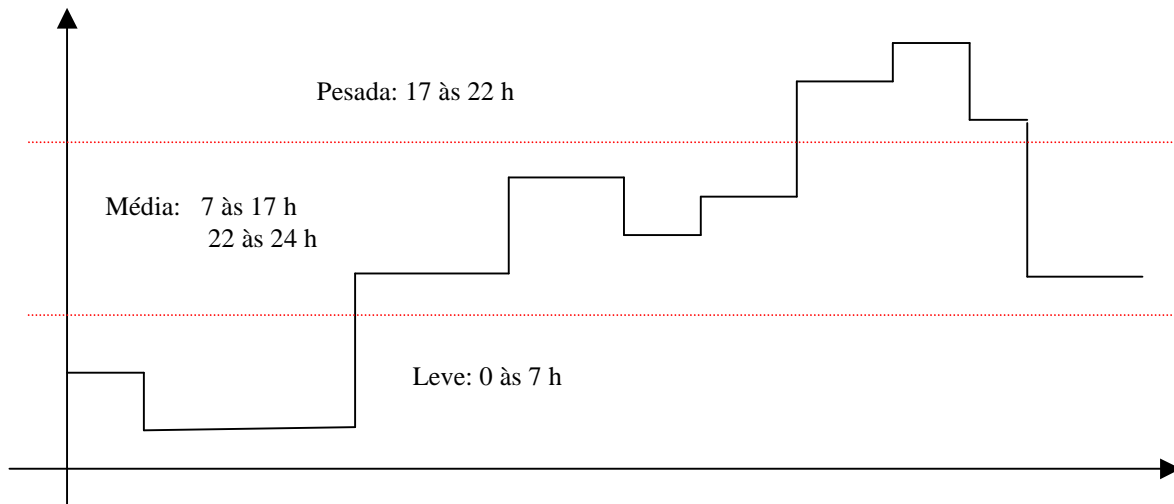 Pesada: 17 às 22 h
Média: 7 às 17 h
22 às 24 h
Leve: 0 às 7 h